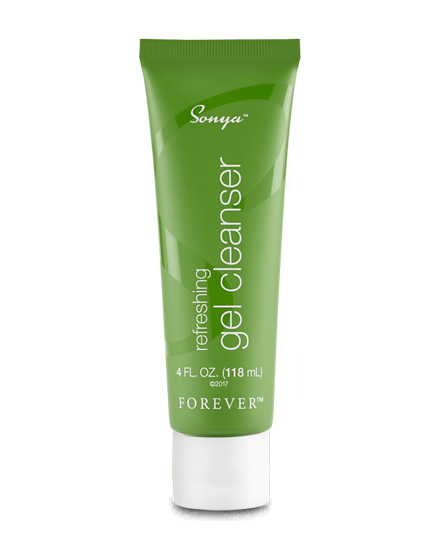 Sonya™
refreshing
gel cleanser
4 FL. OZ. (118 mL)
©2017
FOREVER™